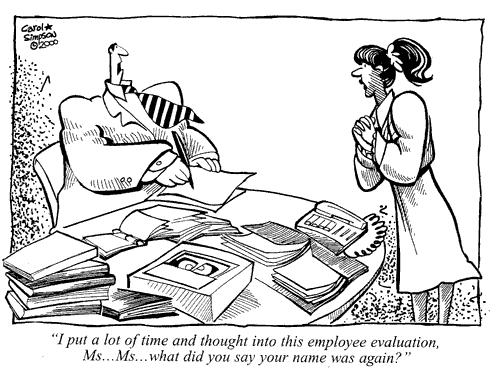 Carol★
Simpson
©2000
"I put a lot of time and thought into this employee evaluation,
Ms...Ms...what did you say your name was again?"